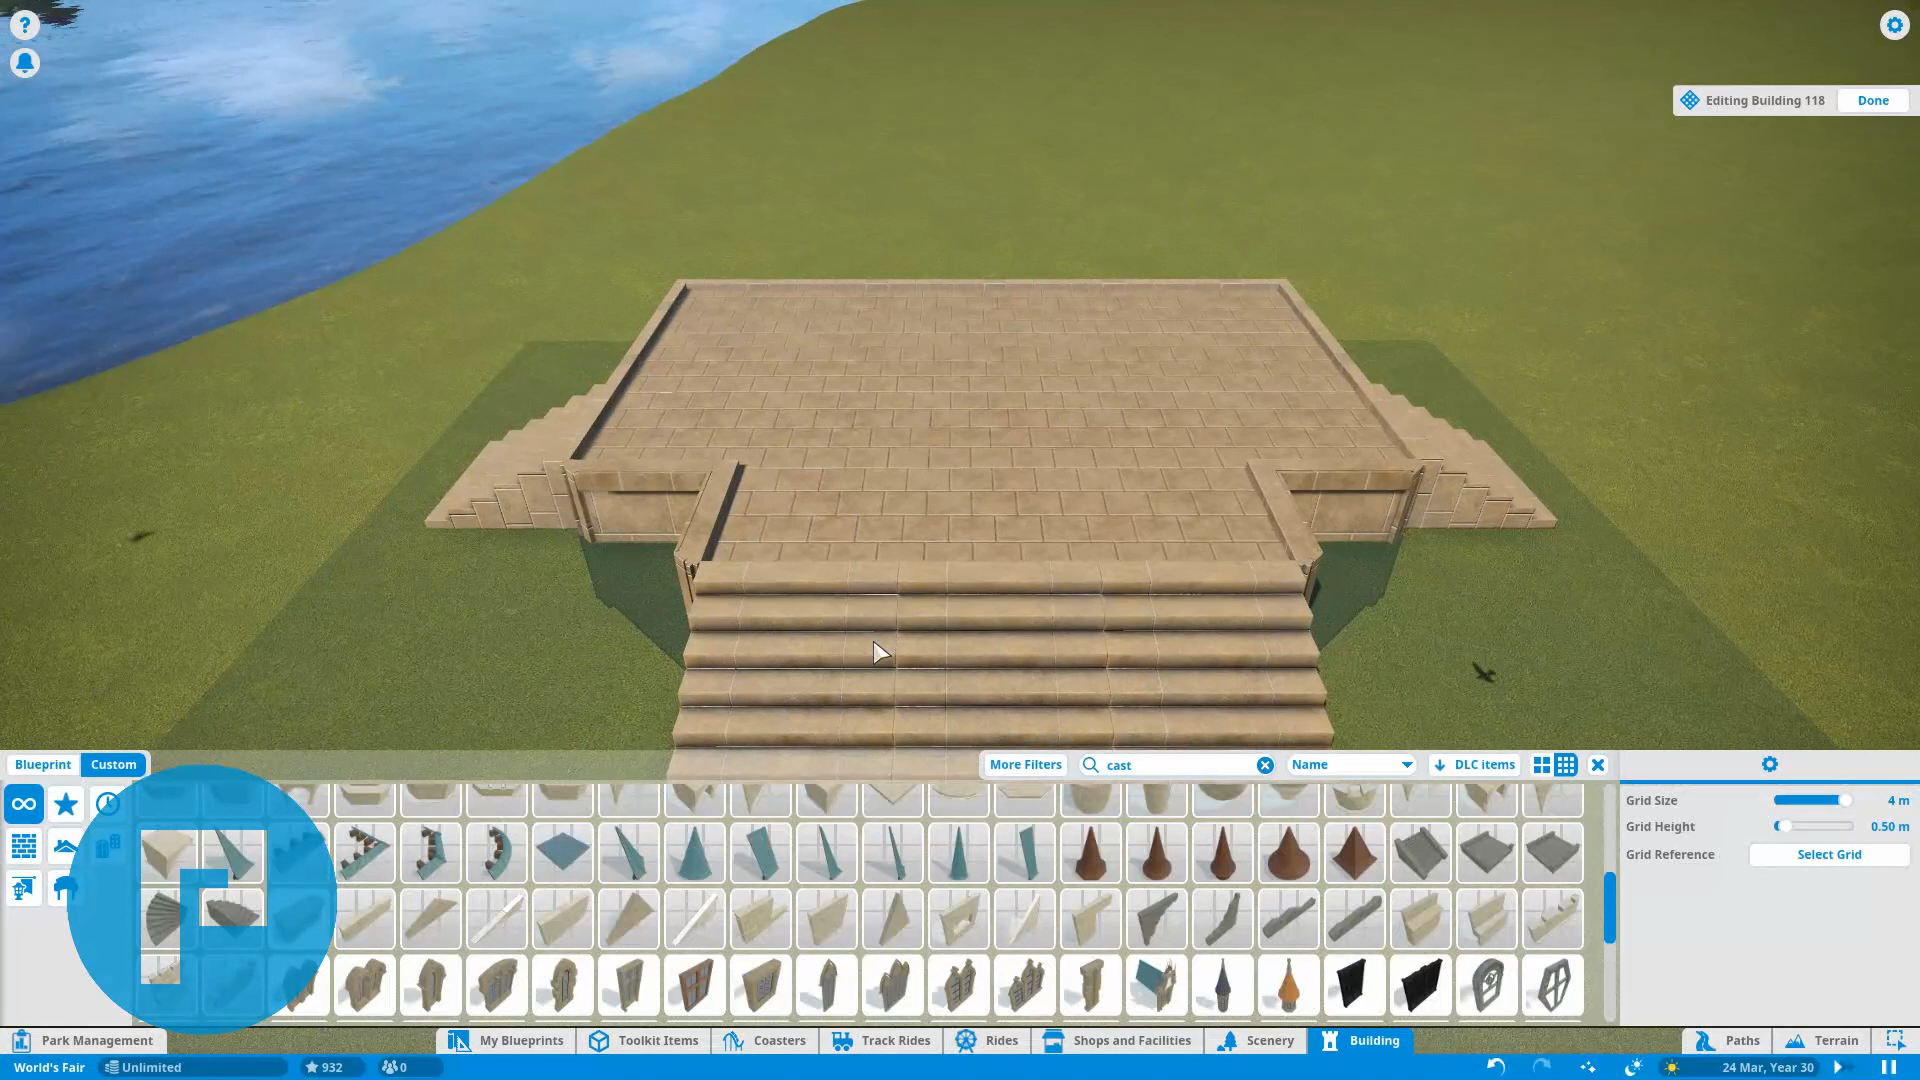 ?
Editing Building 118
Done
Blueprint
Custom
More Filters
cast
Name
DLC items
Grid Size
4 m
Grid Height
0.50 m
Grid Reference
Select Grid
Park Management
My Blueprints
Toolkit Items
Coasters
Track Rides
Rides
Shops and Facilities
Scenery
Building
Paths
Terrain
World's Fair
Unlimited
932
0
24 Mar, Year 30